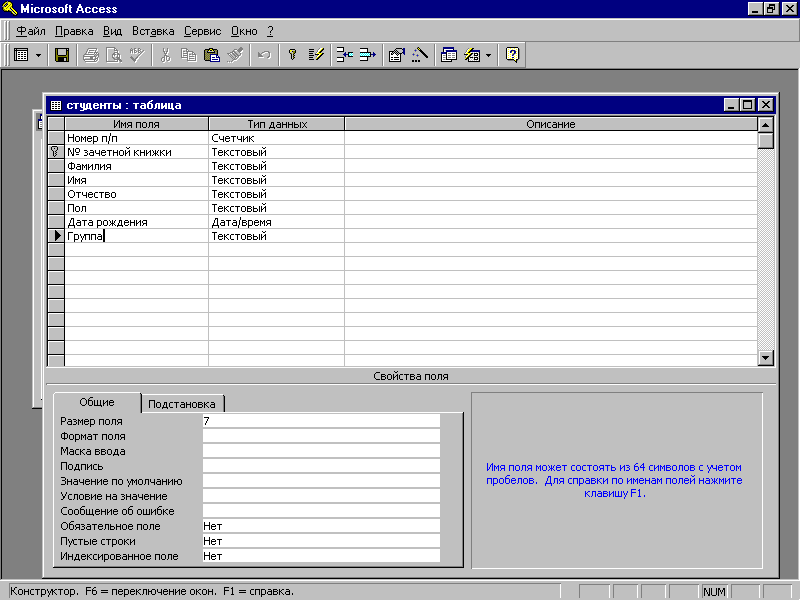 Microsoft Access
Файл Правка Вид Вставка Сервис Окно ?
студенты : таблица
Имя поля Тип данных Описание
Номер п/п Счетчик
№ зачетной книжки Текстовый
Фамилия Текстовый
Имя Текстовый
Отчество Текстовый
Пол Текстовый
Дата рождения Дата/время
Группа Текстовый
Свойства поля
Общие Подстановка
Размер поля 7
Формат поля
Маска ввода
Подпись
Значение по умолчанию
Условие на значение
Сообщение об ошибке
Обязательное поле Нет
Пустые строки Нет
Индексированное поле Нет
Имя поля может состоять из 64 символов с учетом
пробелов. Для справки по именам полей нажмите
клавишу F1.
Конструктор. F6 = переключение окон. F1 = справка. NUM